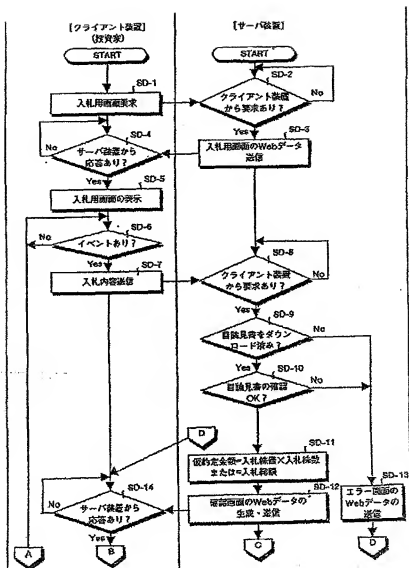 [クライアント装置]
(投資家)
[サーバ装置]
START
START
SD-1
入札用画面要求
SD-2
クライアント装置
から要求あり?
No
Yes
SD-3
入札用画面のWebデータ
送信
SD-4
サーバ装置から
応答あり?
No
Yes
SD-5
入札用画面の表示
SD-6
イベントあり?
No
Yes
SD-7
入札内容送信
SD-8
クライアント装置
から要求あり?
No
Yes
SD-9
目論見書をダウン
ロード済み?
No
Yes
SD-10
目論見書の確認
OK?
No
Yes
D
SD-11
仮約定金額=入札株価×入札株数
または=入札総額
SD-12
確認画面のWebデータの
生成・送信
SD-13
エラー画面の
Webデータの
送信
SD-14
サーバ装置から
応答あり?
No
Yes
A
B
C
D